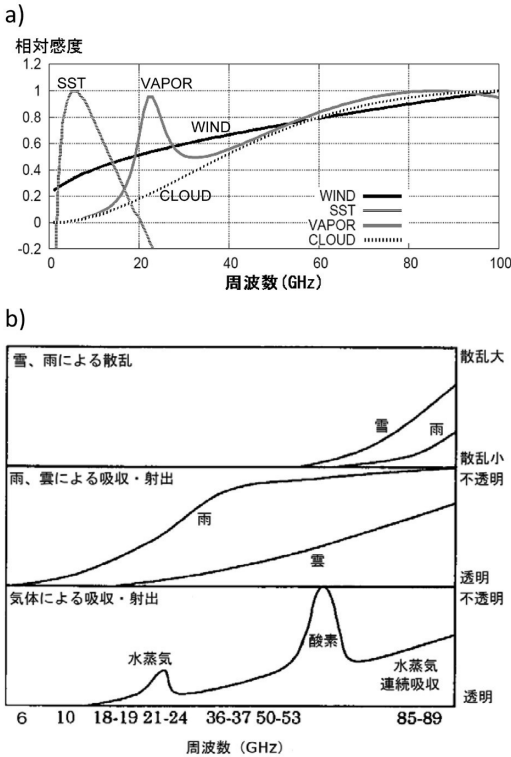 a)
相対感度
1.2
1
0.8
0.6
0.4
0.2
0
-0.2
SST
VAPOR
WIND
CLOUD
WIND
SST
VAPOR
CLOUD
0 20 40 60 80 100
周波数(GHz)
b)
雪、雨による散乱
散乱大
雪
雨
散乱小
雨、雲による吸収・射出
不透明
雨
雲
透明
気体による吸収・射出
不透明
水蒸気
酸素
水蒸気
連続吸収
透明
6 10 18-19 21-24 36-37 50-53 85-89
周波数（GHz）